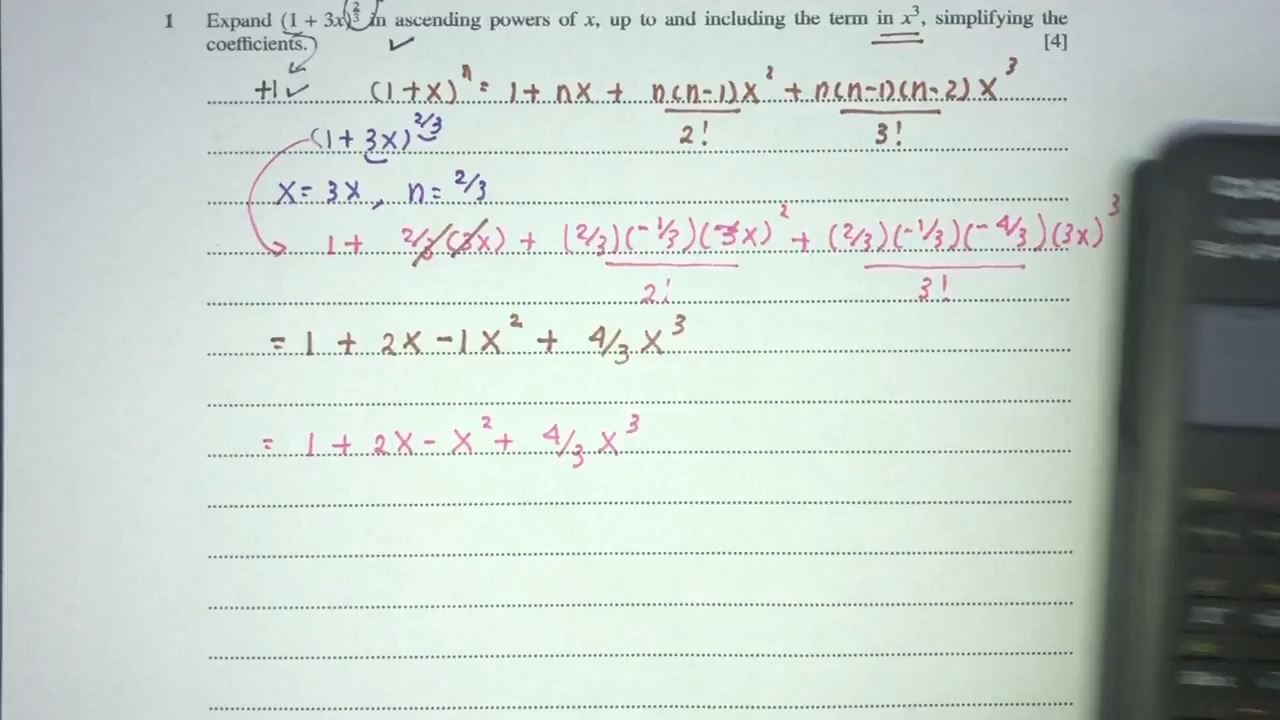 1 Expand (1 + 3x)^(2/3) in ascending powers of x, up to and including the term in x³, simplifying the
coefficients. ✓ [4]
+1 ✓ (1+x)^n = 1 + nx + n(n-1)x²/2! + n(n-1)(n-2)x³/3!
(1+3x)^(2/3)
x = 3x, n = 2/3
1 + 2/3(3x) + (2/3)(-1/3)(3x)²/2! + (2/3)(-1/3)(-4/3)(3x)³/3!
= 1 + 2x - 1x² + 4/3 x³
= 1 + 2x - x² + 4/3 x³